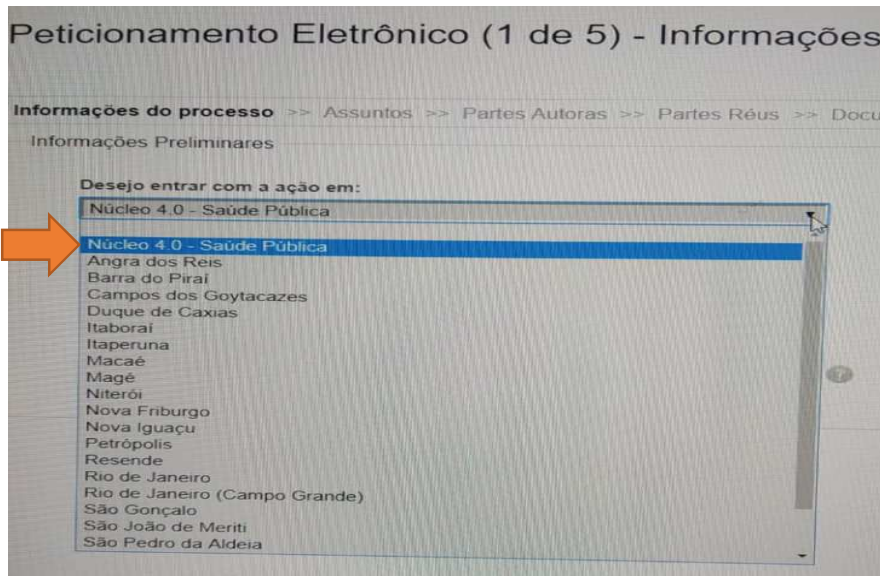 Peticionamento Eletrônico (1 de 5) - Informações
Informações do processo >> Assuntos >> Partes Autoras >> Partes Réus >> Docu
Informações Preliminares
Desejo entrar com a ação em:
Núcleo 4.0 - Saúde Pública
Núcleo 4.0 - Saúde Pública
Angra dos Reis
Barra do Piraí
Campos dos Goytacazes
Duque de Caxias
Itaboraí
Itaperuna
Macaé
Magé
Niterói
Nova Friburgo
Nova Iguaçu
Petrópolis
Resende
Rio de Janeiro
Rio de Janeiro (Campo Grande)
São Gonçalo
São João de Meriti
São Pedro da Aldeia